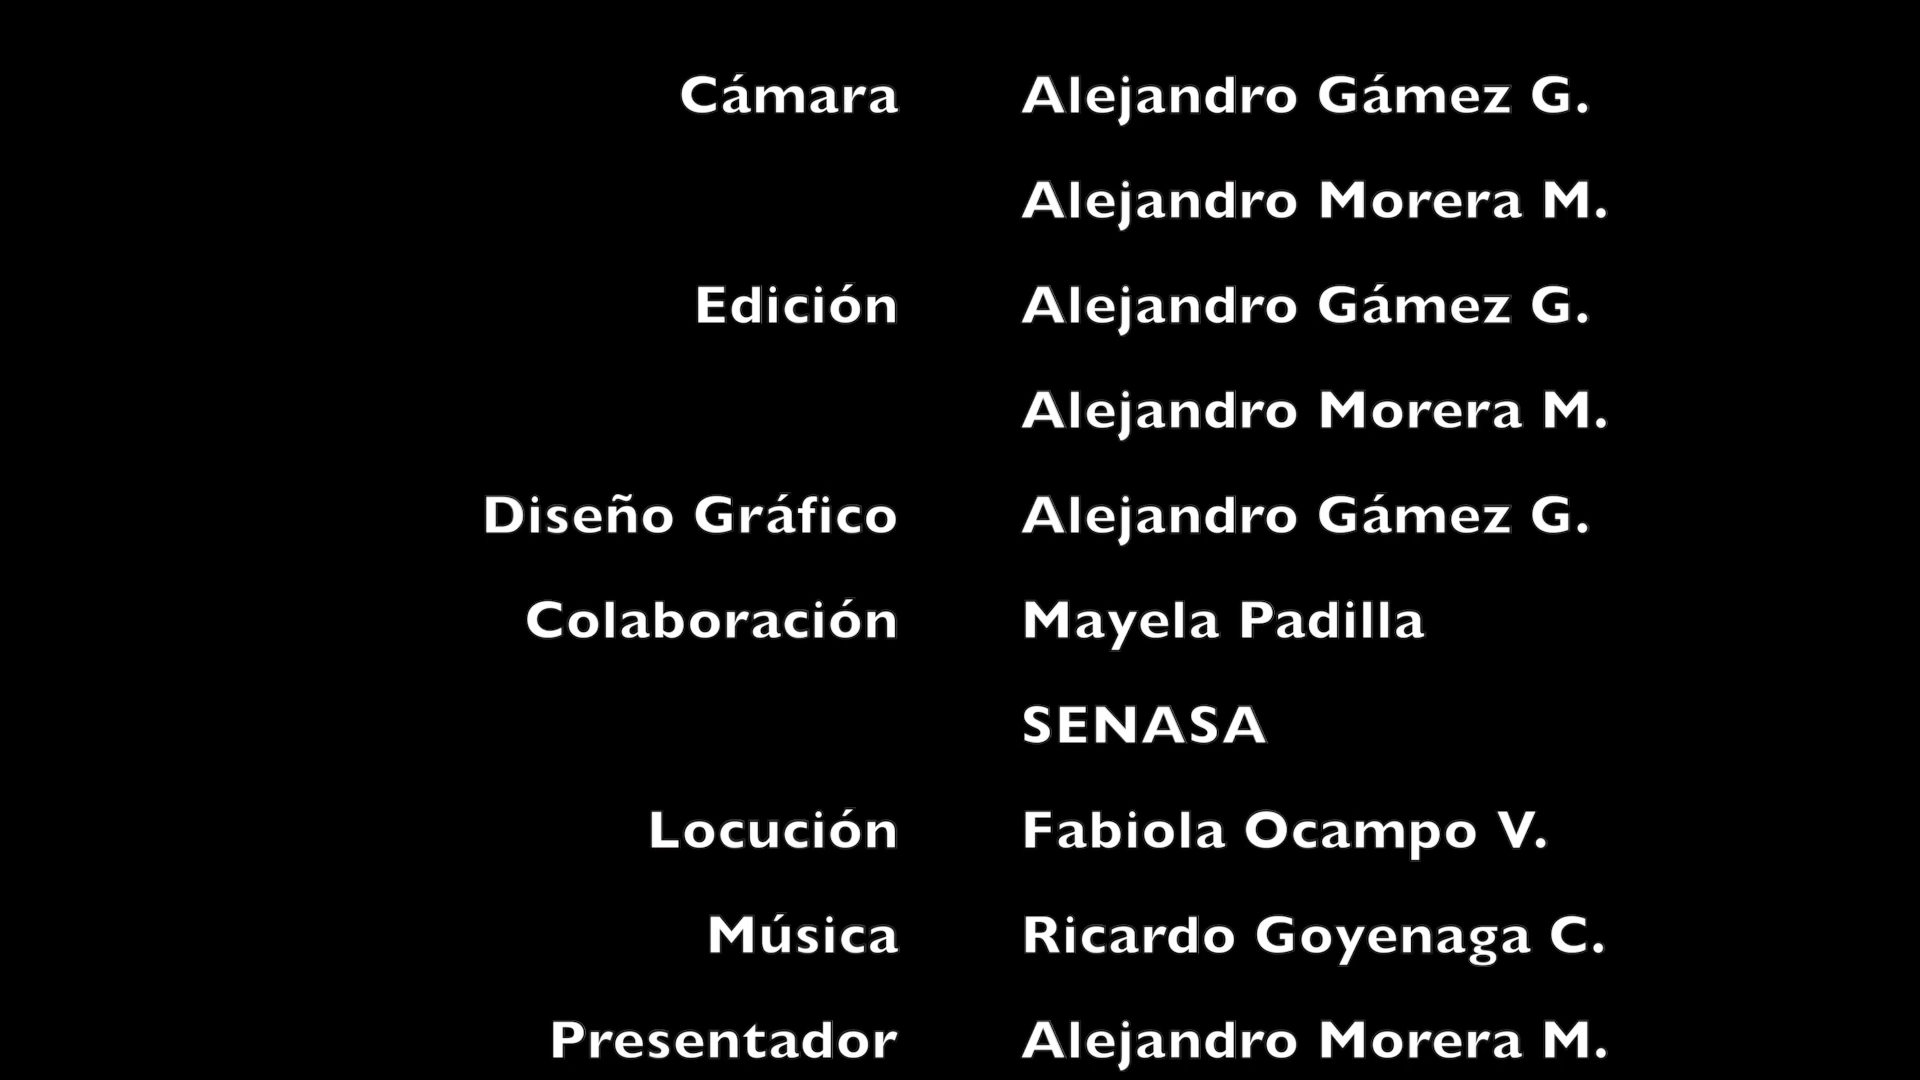 Cámara Alejandro Gámez G.
Alejandro Morera M.
Edición Alejandro Gámez G.
Alejandro Morera M.
Diseño Gráfico Alejandro Gámez G.
Colaboración Mayela Padilla
SENASA
Locución Fabiola Ocampo V.
Música Ricardo Goyenaga C.
Presentador Alejandro Morera M.